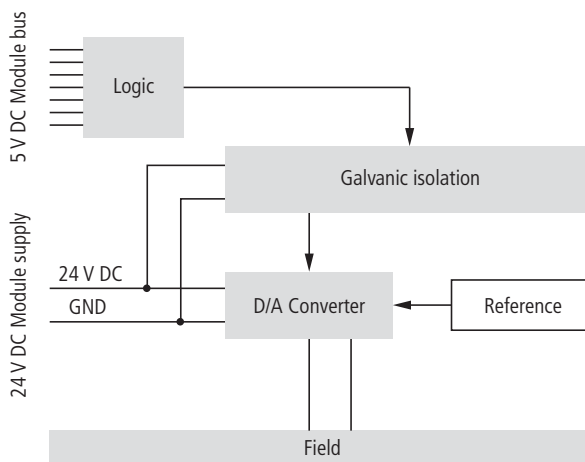 5 V DC Module bus
Logic
Galvanic isolation
24 V DC Module supply
24 V DC
GND
D/A Converter
Reference
Field